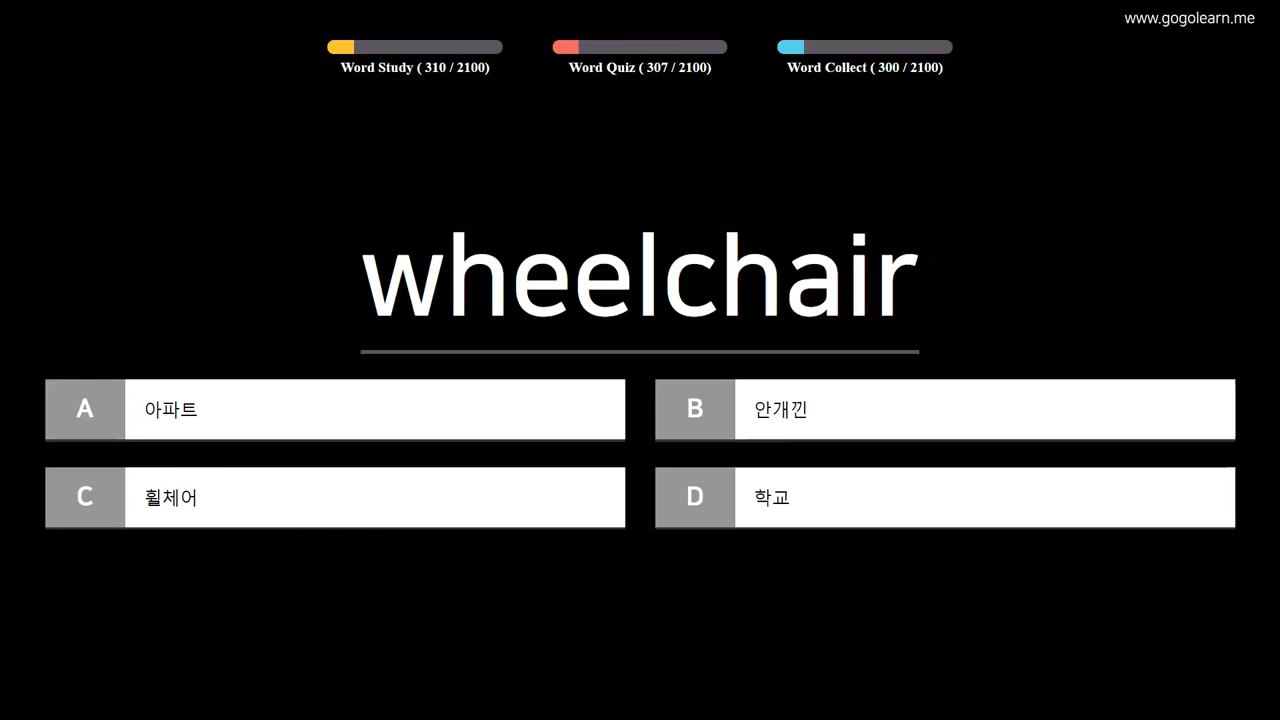 www.gogolearn.me
Word Study ( 310 / 2100)
Word Quiz ( 307 / 2100)
Word Collect ( 300 / 2100)
wheelchair
A 아파트
B 안개낀
C 휠체어
D 학교